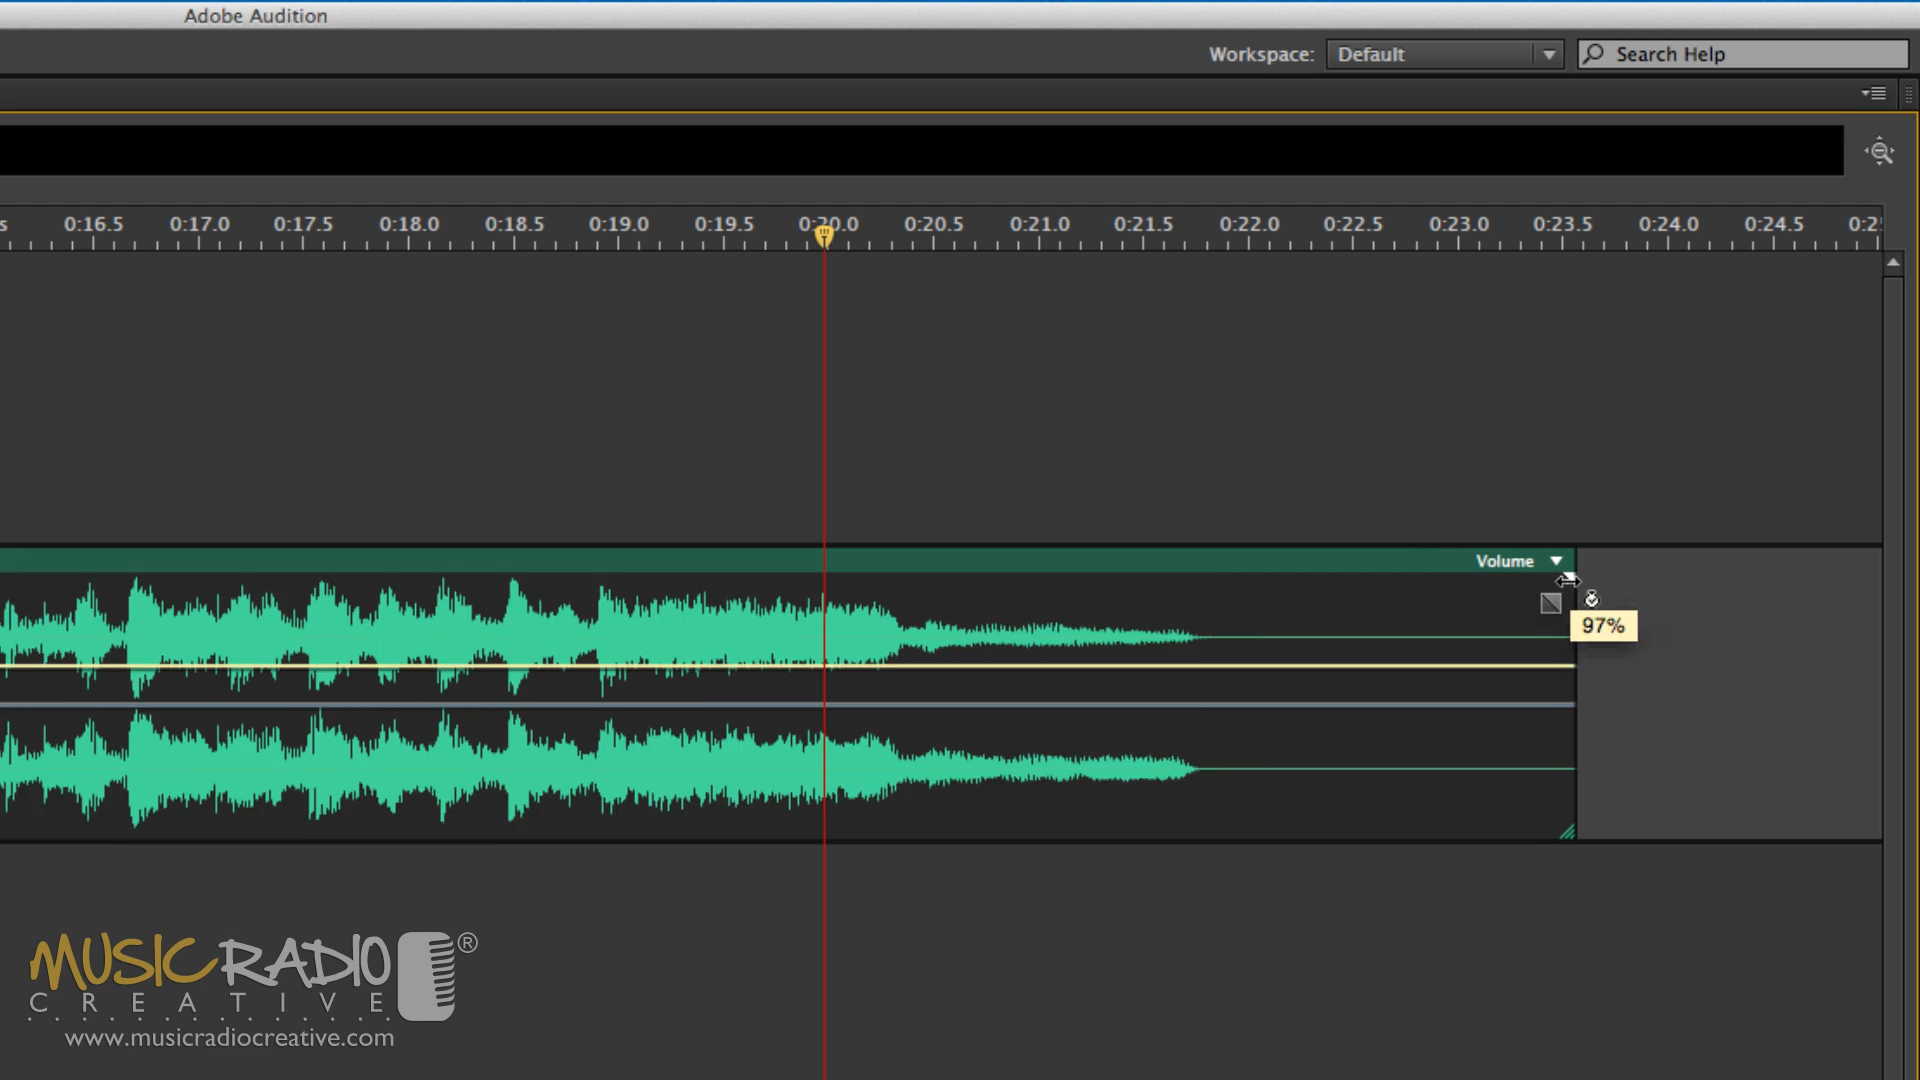 Adobe Audition
Workspace: Default Search Help
0:16.5 0:17.0 0:17.5 0:18.0 0:18.5 0:19.0 0:19.5 0:20.0 0:20.5 0:21.0 0:21.5 0:22.0 0:22.5 0:23.0 0:23.5 0:24.0 0:24.5
Volume
97%
MUSIC RADIO ®
CREATIVE
www.musicradiocreative.com